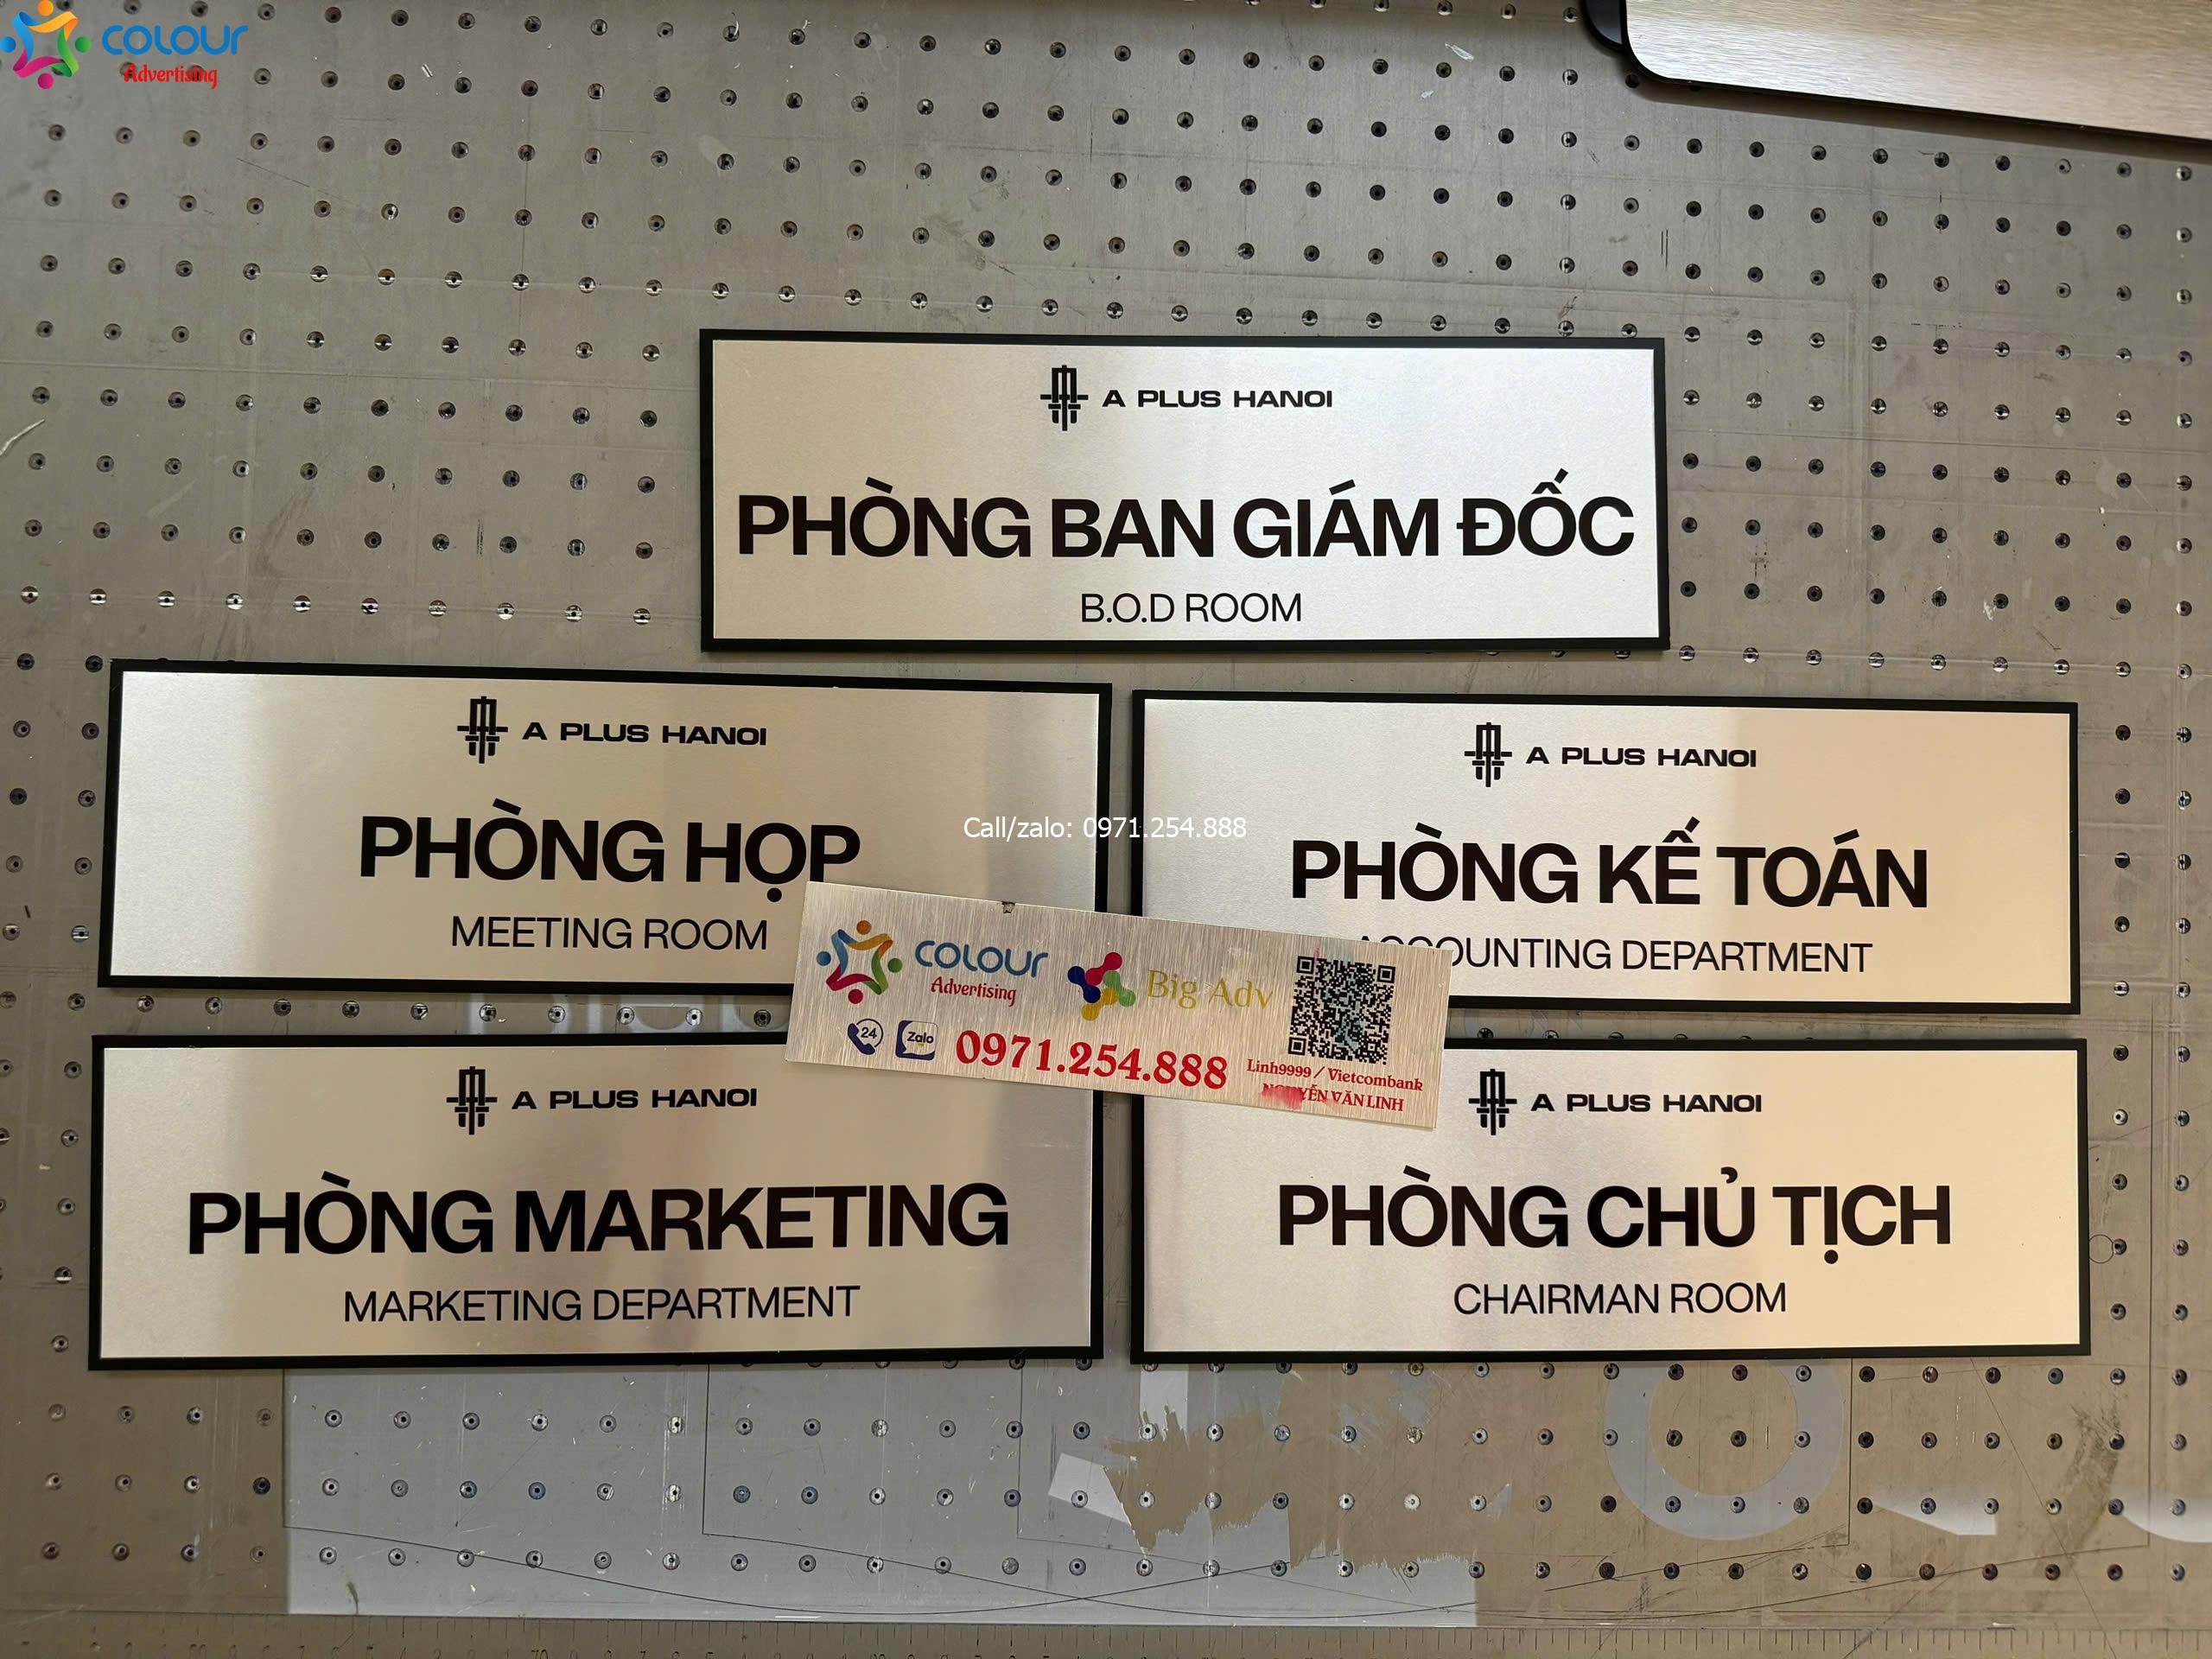 COLOUR
Advertising
A PLUS HANOI
PHÒNG BAN GIÁM ĐỐC
B.O.D ROOM
A PLUS HANOI
PHÒNG HỌP
MEETING ROOM
A PLUS HANOI
PHÒNG KẾ TOÁN
ACCOUNTING DEPARTMENT
Call/zalo: 0971.254.888
COLOUR
Advertising
Big Adv
24
Zalo
0971.254.888
Linh9999 / Vietcombank
NGUYỄN VĂN LINH
A PLUS HANOI
PHÒNG MARKETING
MARKETING DEPARTMENT
A PLUS HANOI
PHÒNG CHỦ TỊCH
CHAIRMAN ROOM